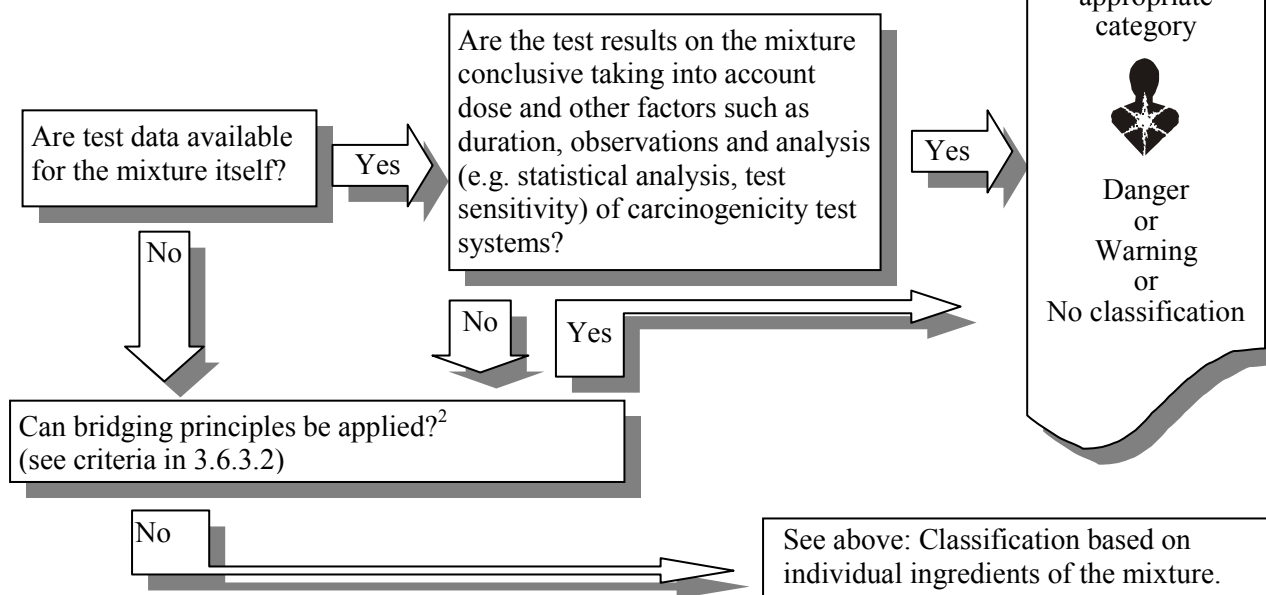 Are test data available
for the mixture itself?
Yes
Are the test results on the mixture
conclusive taking into account
dose and other factors such as
duration, observations and analysis
(e.g. statistical analysis, test
sensitivity) of carcinogenicity test
systems?
Yes
appropriate
category
Danger
or
Warning
or
No classification
No
No
Yes
Can bridging principles be applied?2
(see criteria in 3.6.3.2)
No
See above: Classification based on
individual ingredients of the mixture.